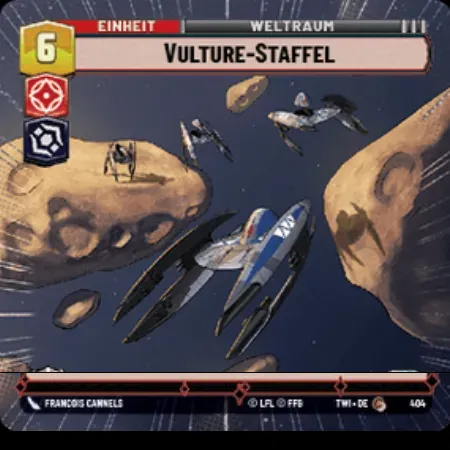 EINHEIT
WELTRAUM
6
VULTURE-STAFFEL
FRANCOIS CANNELS
© LFL ⓟ FFG
TWI • DE
404